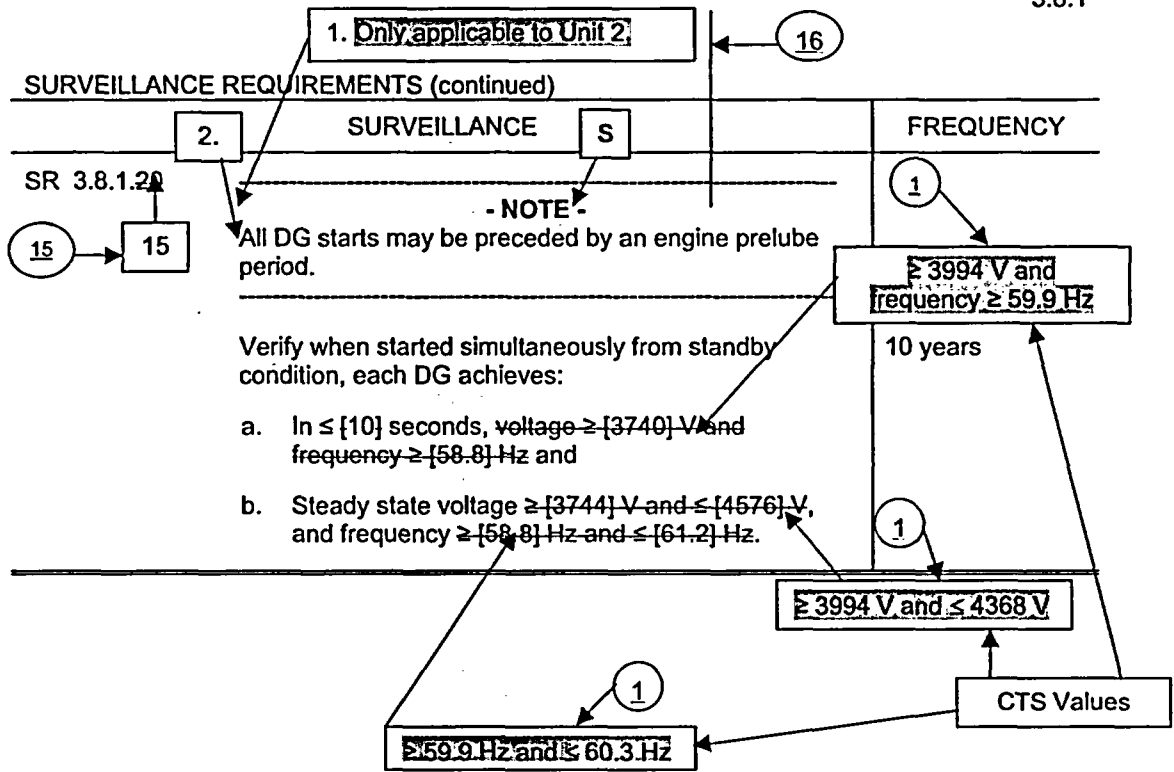 3.8.1
1. Only applicable to Unit 2.
16
SURVEILLANCE REQUIREMENTS (continued)
2.
SURVEILLANCE
S
FREQUENCY
SR 3.8.1.20
15
15
- NOTE -
All DG starts may be preceded by an engine prelube
period.
1
≥ 3994 V and
frequency ≥ 59.9 Hz
Verify when started simultaneously from standby
condition, each DG achieves:
10 years
a. In ≤ [10] seconds, voltage ≥ [3740] V and
frequency ≥ [58.8] Hz and
b. Steady state voltage ≥ [3744] V and ≤ [4576] V,
and frequency ≥ [58.8] Hz and ≤ [61.2] Hz.
1
≥ 3994 V and ≤ 4368 V
1
CTS Values
≥ 59.9 Hz and ≤ 60.3 Hz